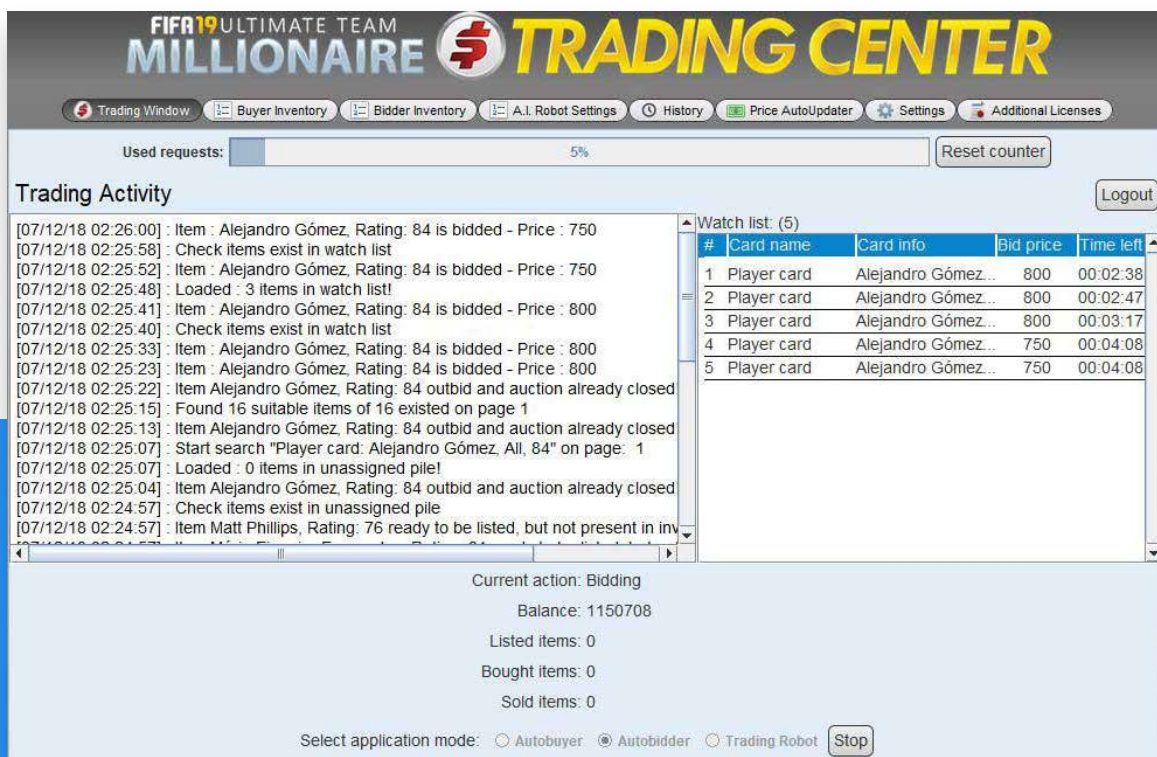 FIFA 19 ULTIMATE TEAM
MILLIONAIRE $ TRADING CENTER
Trading Window Buyer Inventory Bidder Inventory A.I. Robot Settings History Price AutoUpdater Settings Additional Licenses
Used requests: 5% Reset counter
Trading Activity
Logout
[07/12/18 02:26:00] : Item : Alejandro Gómez, Rating: 84 is bidded - Price : 750
[07/12/18 02:25:58] : Check items exist in watch list
[07/12/18 02:25:52] : Item : Alejandro Gómez, Rating: 84 is bidded - Price : 750
[07/12/18 02:25:48] : Loaded : 3 items in watch list!
[07/12/18 02:25:41] : Item : Alejandro Gómez, Rating: 84 is bidded - Price : 800
[07/12/18 02:25:40] : Check items exist in watch list
[07/12/18 02:25:33] : Item : Alejandro Gómez, Rating: 84 is bidded - Price : 800
[07/12/18 02:25:23] : Item : Alejandro Gómez, Rating: 84 is bidded - Price : 800
[07/12/18 02:25:22] : Item Alejandro Gómez, Rating: 84 outbid and auction already closed
[07/12/18 02:25:15] : Found 16 suitable items of 16 existed on page 1
[07/12/18 02:25:13] : Item Alejandro Gómez, Rating: 84 outbid and auction already closed
[07/12/18 02:25:07] : Start search "Player card: Alejandro Gómez, All, 84" on page: 1
[07/12/18 02:25:07] : Loaded : 0 items in unassigned pile!
[07/12/18 02:25:04] : Item Alejandro Gómez, Rating: 84 outbid and auction already closed
[07/12/18 02:24:57] : Check items exist in unassigned pile
[07/12/18 02:24:57] : Item Matt Phillips, Rating: 76 ready to be listed, but not present in inv
Watch list: (5)
# Card name Card info Bid price Time left
1 Player card Alejandro Gómez... 800 00:02:38
2 Player card Alejandro Gómez... 800 00:02:47
3 Player card Alejandro Gómez... 800 00:03:17
4 Player card Alejandro Gómez... 750 00:04:08
5 Player card Alejandro Gómez... 750 00:04:08
Current action: Bidding
Balance: 1150708
Listed items: 0
Bought items: 0
Sold items: 0
Select application mode: Autobuyer Autobidder Trading Robot Stop